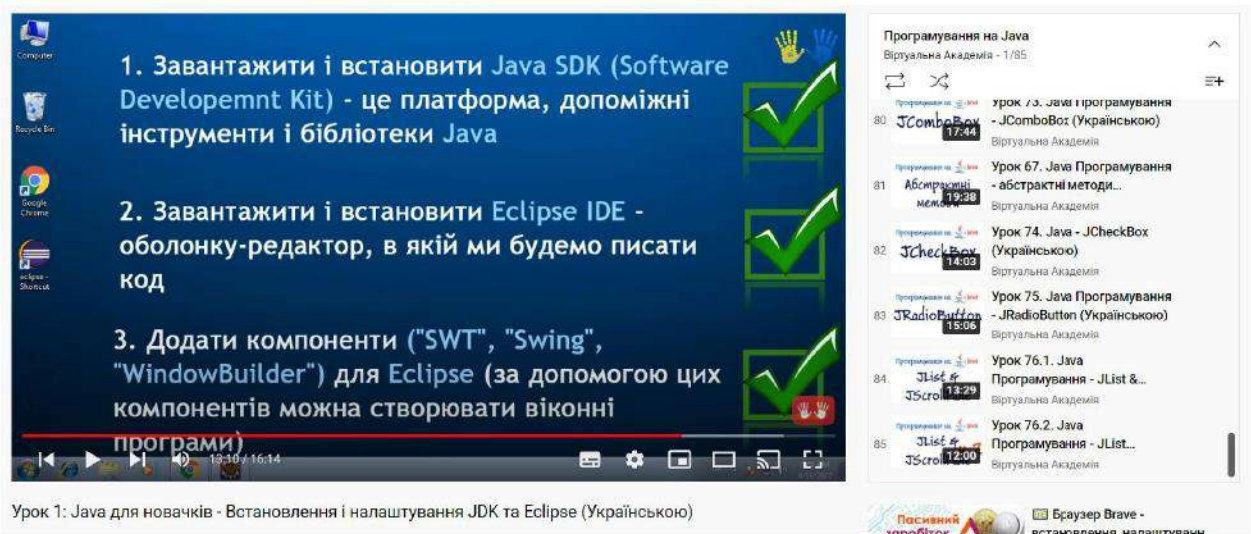 Computer
Recycle Bin
Google
Chrome
eclipse -
Shortcut
1. Завантажити і встановити Java SDK (Software
Developemnt Kit) - це платформа, допоміжні
інструменти і бібліотеки Java
2. Завантажити і встановити Eclipse IDE -
оболонку-редактор, в якій ми будемо писати
код
3. Додати компоненти ("SWT", "Swing",
"WindowBuilder") для Eclipse (за допомогою цих
компонентів можна створювати віконні
програми)
13:10 / 16:14
Урок 1: Java для новачків - Встановлення і налаштування JDK та Eclipse (Українською)
Програмування на Java
Віртуальна Академія - 1/85
80
JComboBox
17:44
Урок 73. Java Програмування
- JComboBox (Українською)
Віртуальна Академія
81
Абстрактні
методи
19:38
Урок 67. Java Програмування
- абстрактні методи...
Віртуальна Академія
82
JCheckBox
14:03
Урок 74. Java - JCheckBox
(Українською)
Віртуальна Академія
83
JRadioButton
15:06
Урок 75. Java Програмування
- JRadioButton (Українською)
Віртуальна Академія
84
JList &
13:29
Урок 76.1. Java
Програмування - JList &...
Віртуальна Академія
85
JList &
12:00
Урок 76.2. Java
Програмування - JList...
Віртуальна Академія
Пасивний
заробіток
Браузер Brave -
встановлення, налаштуванн